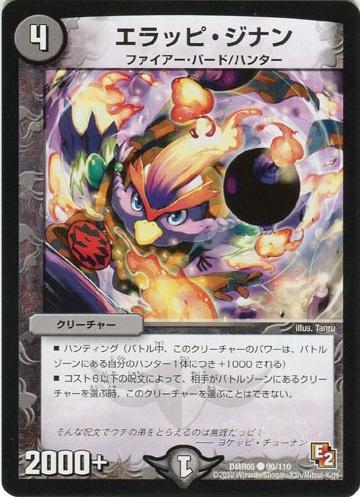 4
エラッピ・ジナン
ファイアー・バード/ハンター
illus. Tanru
クリーチャー
■ ハンティング(バトル中、このクリーチャーのパワーは、バトル
ゾーンにある自分のハンター1体につき+1000される)
■ コスト6以下の呪文によって、相手がバトルゾーンにあるクリーチ
ャーを選ぶ時、このクリーチャーを選ぶことはできない。
そんな呪文でウチの弟をとらえるのは無理だッピ!
――ヨケッピ・チョーナン
DMR05 ● 90/110
E2
2000+
1
©2012 Wizards/Shogakukan/Mitsui-Kids